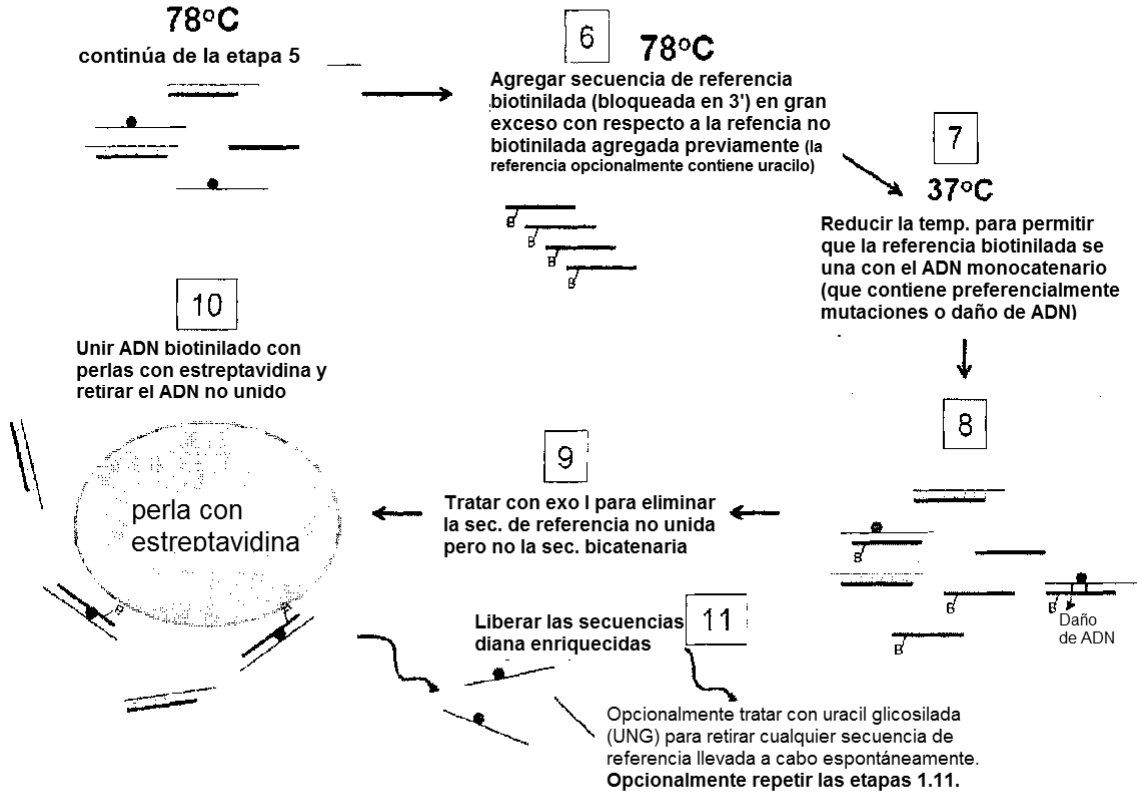 78ºC
continúa de la etapa 5
6
78ºC
Agregar secuencia de referencia
biotinilada (bloqueada en 3') en gran
exceso con respecto a la refencia no
biotinilada agregada previamente (la
referencia opcionalmente contiene uracilo)
B
B
B
B
7
37ºC
Reducir la temp. para permitir
que la referencia biotinilada se
una con el ADN monocatenario
(que contiene preferencialmente
mutaciones o daño de ADN)
8
B
B
B
B
Daño
de ADN
9
Tratar con exo I para eliminar
la sec. de referencia no unida
pero no la sec. bicatenaria
10
Unir ADN biotinilado con
perlas con estreptavidina y
retirar el ADN no unido
perla con
estreptavidina
B
B
Liberar las secuencias
diana enriquecidas
11
Opcionalmente tratar con uracil glicosilada
(UNG) para retirar cualquier secuencia de
referencia llevada a cabo espontáneamente.
Opcionalmente repetir las etapas 1.11.